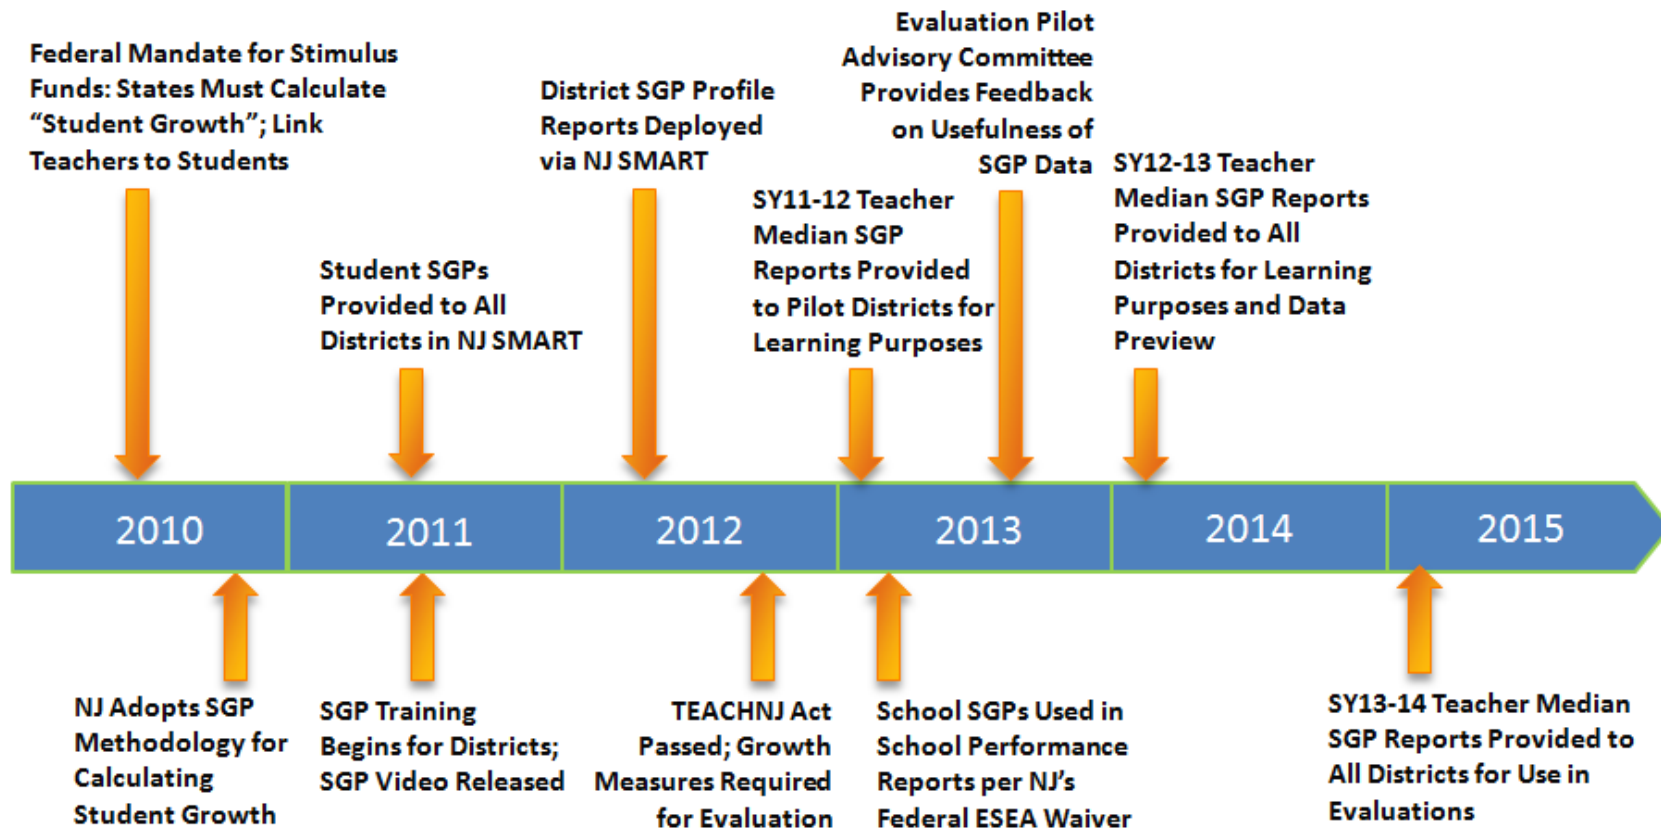 Federal Mandate for Stimulus
Funds: States Must Calculate
“Student Growth”; Link
Teachers to Students
Student SGPs
Provided to All
Districts in NJ SMART
District SGP Profile
Reports Deployed
via NJ SMART
SY11-12 Teacher
Median SGP
Reports Provided
to Pilot Districts for
Learning Purposes
Evaluation Pilot
Advisory Committee
Provides Feedback
on Usefulness of
SGP Data
SY12-13 Teacher
Median SGP Reports
Provided to All
Districts for Learning
Purposes and Data
Preview
2010
2011
2012
2013
2014
2015
NJ Adopts SGP
Methodology for
Calculating
Student Growth
SGP Training
Begins for Districts;
SGP Video Released
TEACHNJ Act
Passed; Growth
Measures Required
for Evaluation
School SGPs Used in
School Performance
Reports per NJ’s
Federal ESEA Waiver
SY13-14 Teacher Median
SGP Reports Provided to
All Districts for Use in
Evaluations